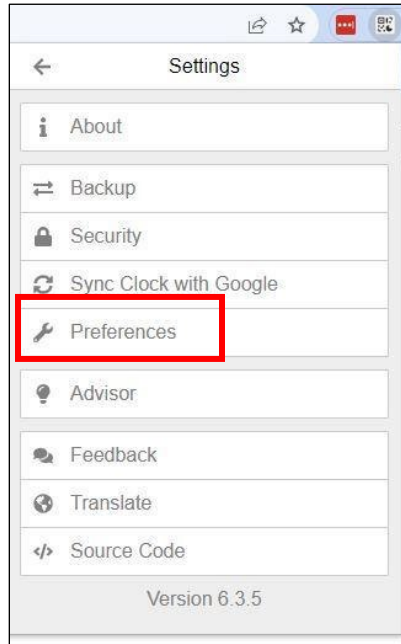 Settings
About
Backup
Security
Sync Clock with Google
Preferences
Advisor
Feedback
Translate
Source Code
Version 6.3.5